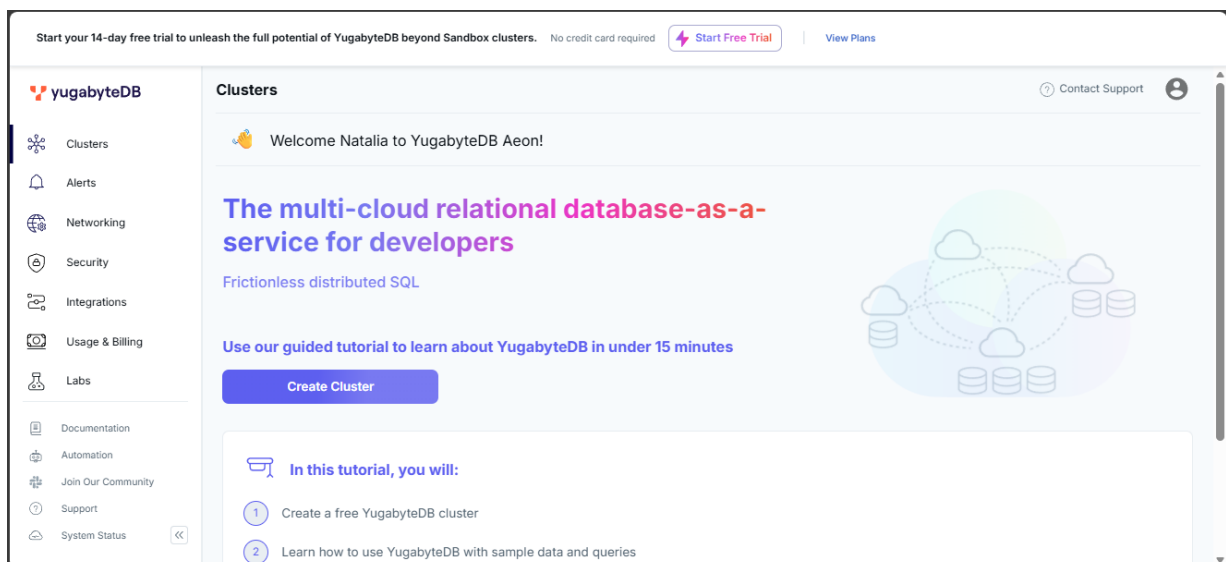 Start your 14-day free trial to unleash the full potential of YugabyteDB beyond Sandbox clusters. No credit card required Start Free Trial View Plans
yugabyteDB
Clusters
Alerts
Networking
Security
Integrations
Usage & Billing
Labs
Documentation
Automation
Join Our Community
Support
System Status
Clusters
Contact Support
Welcome Natalia to YugabyteDB Aeon!
The multi-cloud relational database-as-a-
service for developers
Frictionless distributed SQL
Use our guided tutorial to learn about YugabyteDB in under 15 minutes
Create Cluster
In this tutorial, you will:
1 Create a free YugabyteDB cluster
2 Learn how to use YugabyteDB with sample data and queries